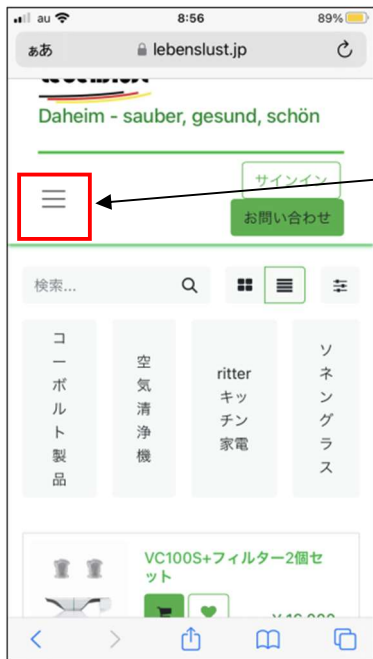 au 8:56 89%
ああ lebenslust.jp
Daheim - sauber, gesund, schön
サインイン
お問い合わせ
検索...
コーボルト製品
空気清浄機
ritter
キッ
チン
家電
ソネングラス
VC100S+フィルター2個セ
ット